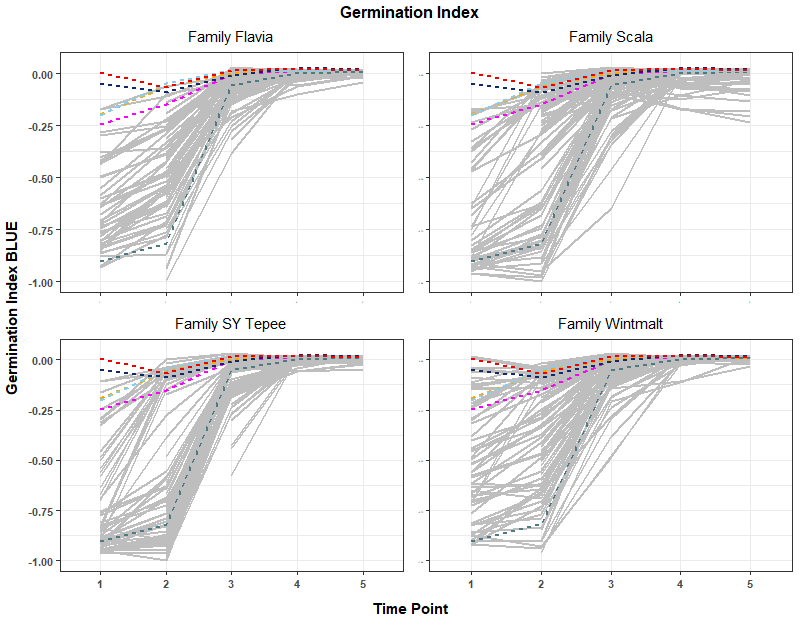 Germination Index
Family Flavia
Family Scala
0.00
-0.25
-0.50
-0.75
-1.00
Germination Index BLUE
Family SY Tepee
Family Wintmalt
0.00
-0.25
-0.50
-0.75
-1.00
1 2 3 4 5
1 2 3 4 5
Time Point